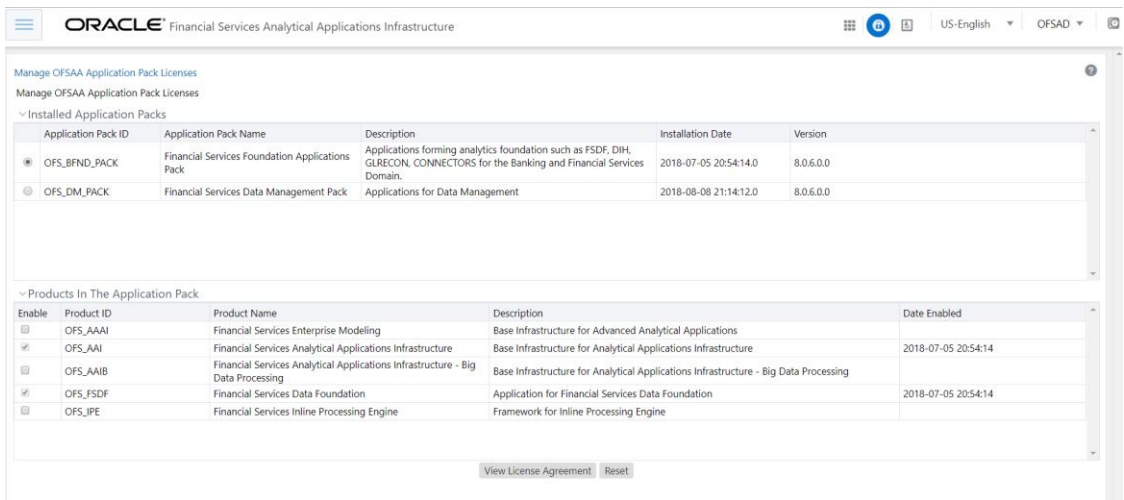 ORACLE® Financial Services Analytical Applications Infrastructure
US-English
OFSAD
Manage OFSAA Application Pack Licenses
Manage OFSAA Application Pack Licenses
Installed Application Packs
Application Pack ID Application Pack Name Description Installation Date Version
OFS_BFND_PACK Financial Services Foundation Applications Pack Applications forming analytics foundation such as FSDF, DIH, GLRECON, CONNECTORS for the Banking and Financial Services Domain. 2018-07-05 20:54:14.0 8.0.6.0.0
OFS_DM_PACK Financial Services Data Management Pack Applications for Data Management 2018-08-08 21:14:12.0 8.0.6.0.0
Products In The Application Pack
Enable Product ID Product Name Description Date Enabled
OFS_AAAI Financial Services Enterprise Modeling Base Infrastructure for Advanced Analytical Applications
OFS_AAI Financial Services Analytical Applications Infrastructure Base Infrastructure for Analytical Applications Infrastructure 2018-07-05 20:54:14
OFS_AAIB Financial Services Analytical Applications Infrastructure - Big Data Processing Base Infrastructure for Analytical Applications Infrastructure - Big Data Processing
OFS_FSDF Financial Services Data Foundation Application for Financial Services Data Foundation 2018-07-05 20:54:14
OFS_IPE Financial Services Inline Processing Engine Framework for Inline Processing Engine
View License Agreement Reset